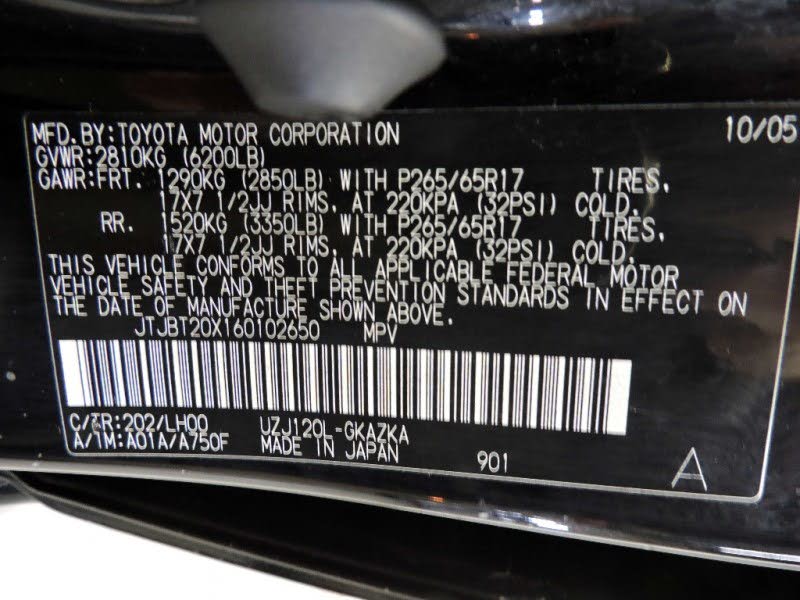 MFD.BY:TOYOTA MOTOR CORPORATION 10/05
GVWR:2810KG (6200LB)
GAWR:FRT. 1290KG (2850LB) WITH P265/65R17 TIRES,
17X7 1/2JJ RIMS, AT 220KPA (32PSI) COLD.
RR. 1520KG (3350LB) WITH P265/65R17 TIRES,
17X7 1/2JJ RIMS, AT 220KPA (32PSI) COLD.
THIS VEHICLE CONFORMS TO ALL APPLICABLE FEDERAL MOTOR
VEHICLE SAFETY AND THEFT PREVENTION STANDARDS IN EFFECT ON
THE DATE OF MANUFACTURE SHOWN ABOVE.
JTJBT20X160102650 MPV
C/TR:202/LH00 UZJ120L-GKAZKA
A/TM:A01A/A750F MADE IN JAPAN 901 A